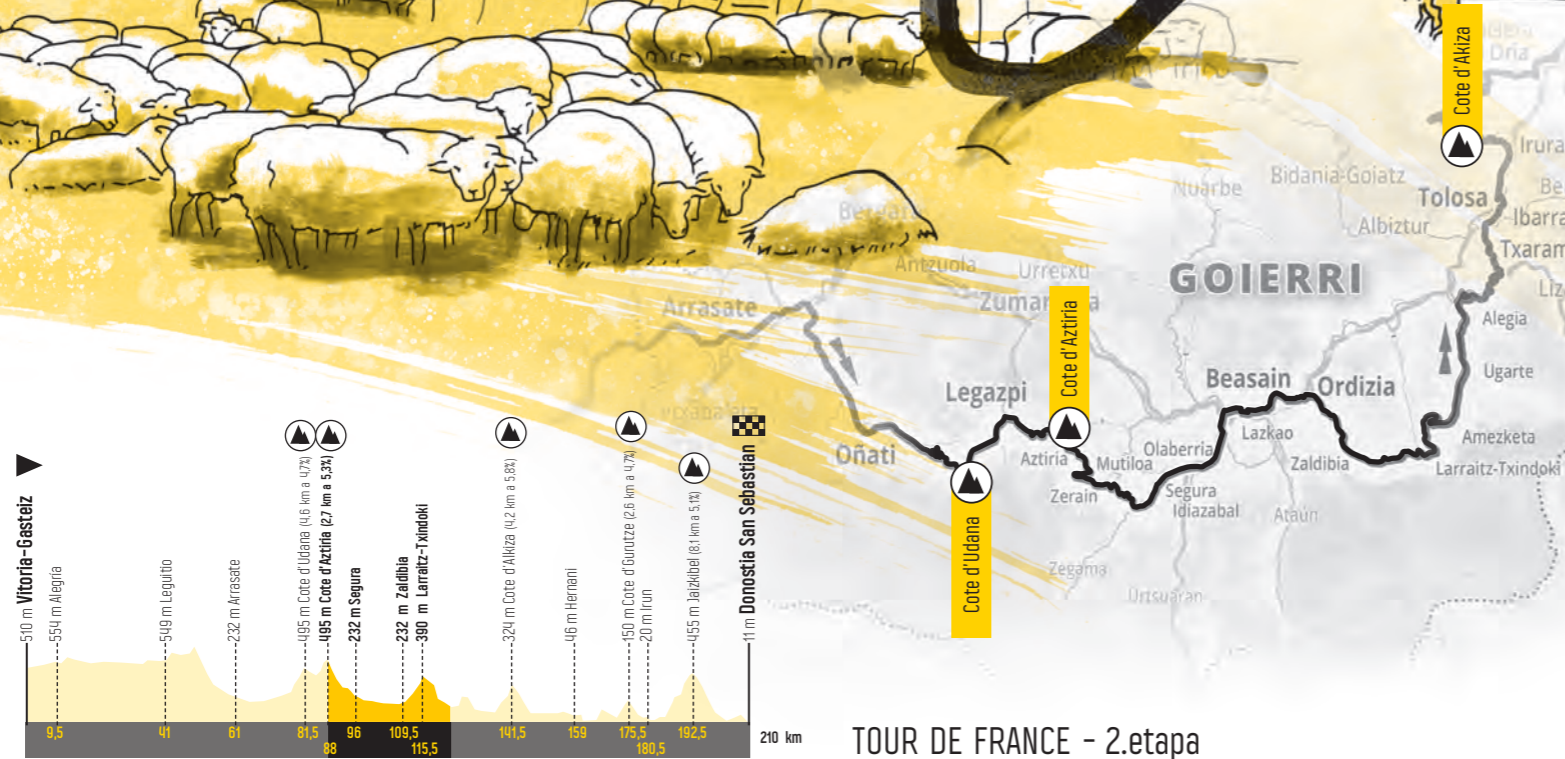 Cote d'Akiza
Irura
Nuarbe
Bidania-Goiatz
Tolosa
Ibarra
Albiztur
Antzuola
Urretxu
GOIERRI
Arrasate
Alegia
Cote d'Aztiria
Ugarte
Legazpi
Beasain
Ordizia
Oñati
Aztiria
Mutiloa
Olaberria
Lazkao
Zaldibia
Amezketa
Larraitz-Txindoki
Zerain
Segura
Idiazabal
Ataun
Cote d'Udana
Zegama
Urtsuaran
510 m Vitoria-Gasteiz
554 m Alegria
549 m Leguitio
232 m Arrasate
495 m Cote d'Udana (4,6 km a 4,7%)
495 m Cote d'Aztiria (2,7 km a 5,3%)
232 m Segura
232 m Zaldibia
390 m Larraitz-Txindoki
324 m Cote d'Alkiza (4,2 km a 5,8%)
46 m Hernani
150 m Cote d'Gurutze (2,6 km a 4,7%)
20 m Irun
455 m Jaizkibel (8,1 km a 5,1%)
11 m Donostia San Sebastian
9,5 41 61 81,5 96 109,5 141,5 159 175,5 192,5
88 115,5 180,5
210 km
TOUR DE FRANCE - 2.etapa